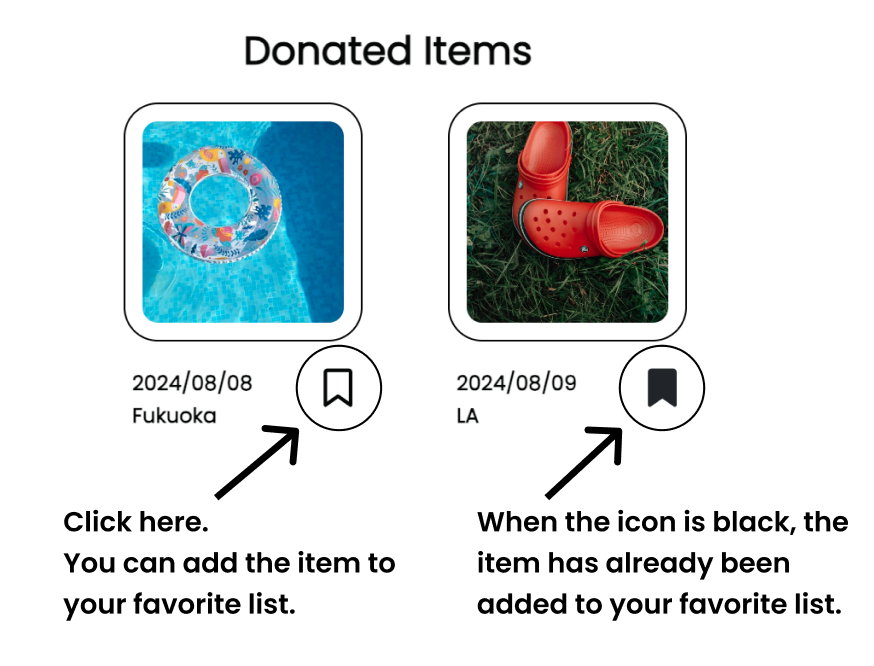 Donated Items
2024/08/08
Fukuoka
2024/08/09
LA
Click here.
You can add the item to
your favorite list.
When the icon is black, the
item has already been
added to your favorite list.